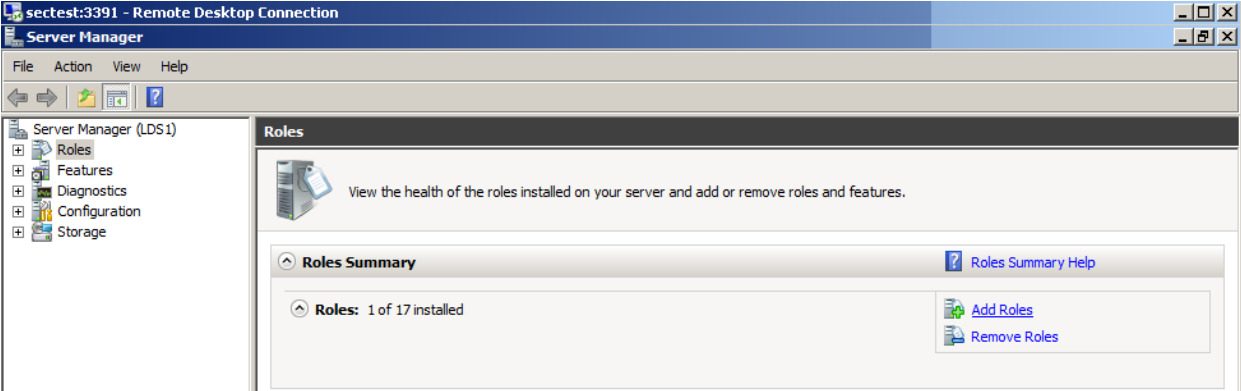 sectest:3391 - Remote Desktop Connection
Server Manager
File Action View Help
Server Manager (LDS1)
Roles
Features
Diagnostics
Configuration
Storage
Roles
View the health of the roles installed on your server and add or remove roles and features.
Roles Summary
Roles Summary Help
Roles: 1 of 17 installed
Add Roles
Remove Roles